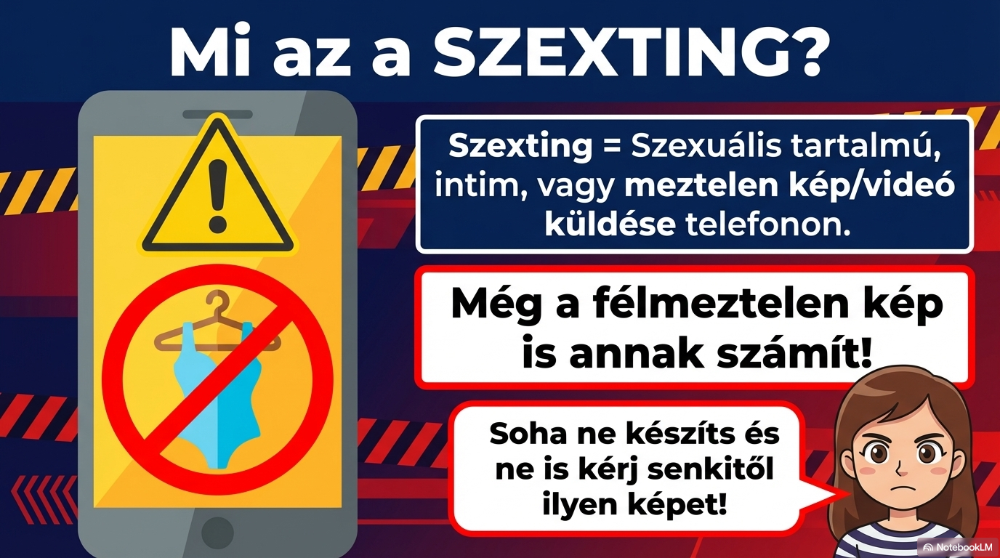 Mi az a SZEXTING?
Szexting = Szexuális tartalmú,
intim, vagy meztelen kép/videó
küldése telefonon.
Még a félmeztelen kép
is annak számít!
Soha ne készíts és
ne is kérj senkitől
ilyen képet!
NotebookLM